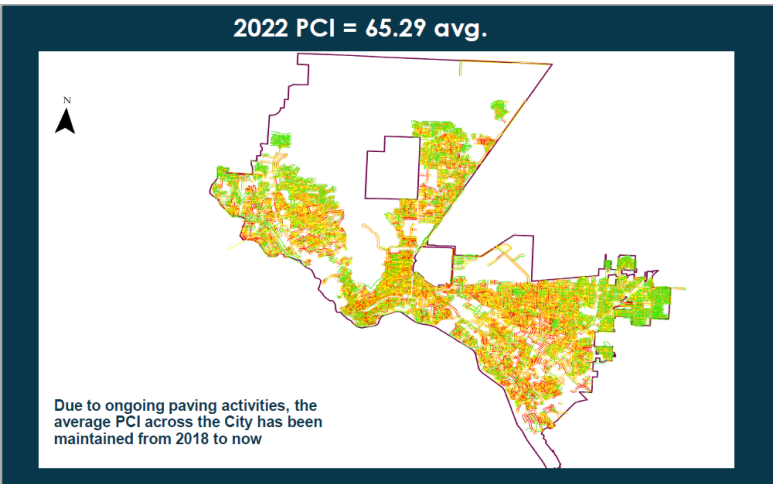 2022 PCI = 65.29 avg.
N
Due to ongoing paving activities, the
average PCI across the City has been
maintained from 2018 to now